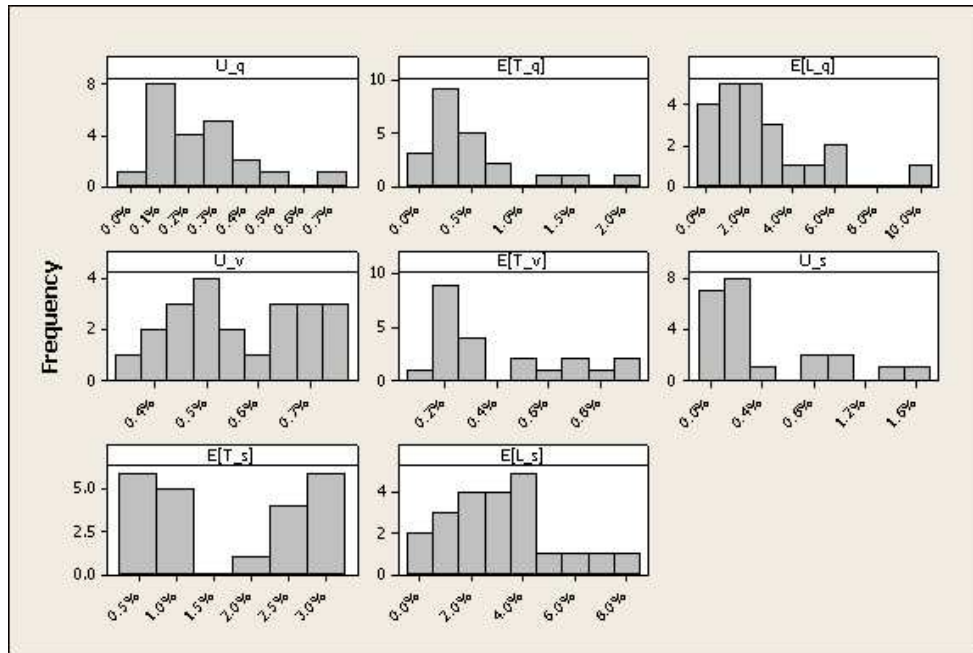 Frequency
U_q
E[T_q]
E[L_q]
8
4
0
10
5
0
4
2
0
0.0% 0.1% 0.2% 0.3% 0.4% 0.5% 0.6% 0.7%
0.0% 0.5% 1.0% 1.5% 2.0%
0.0% 2.0% 4.0% 6.0% 8.0% 10.0%
U_v
E[T_v]
U_s
4
2
0
10
5
0
8
4
0
0.4% 0.5% 0.6% 0.7%
0.2% 0.4% 0.6% 0.8%
0.0% 0.4% 0.8% 1.2% 1.6%
E[T_s]
E[L_s]
5.0
2.5
0.0
4
2
0
0.5% 1.0% 1.5% 2.0% 2.5% 3.0%
0.0% 2.0% 4.0% 6.0% 8.0%